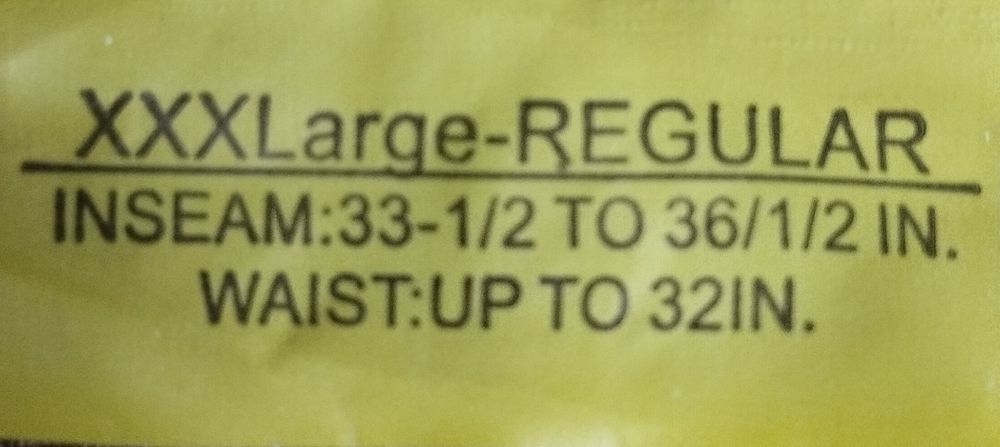 XXXLarge-REGULAR
INSEAM:33-1/2 TO 36/1/2 IN.
WAIST:UP TO 32IN.